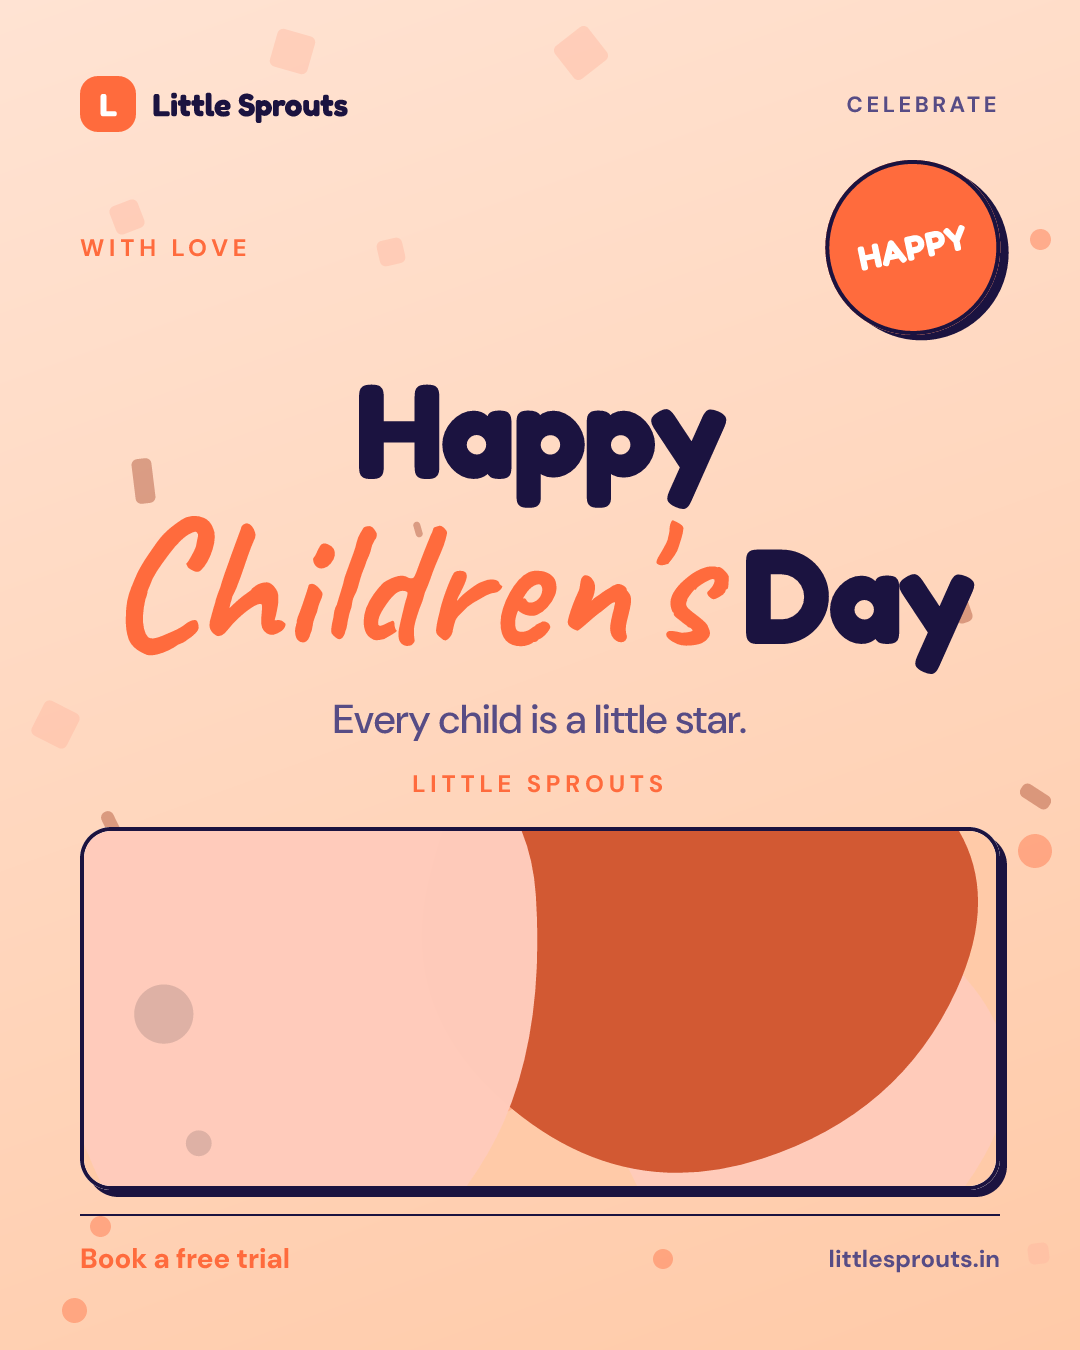 L
Little Sprouts
CELEBRATE
WITH LOVE
HAPPY
Happy
Children's Day
Every child is a little star.
LITTLE SPROUTS
Book a free trial
littlesprouts.in